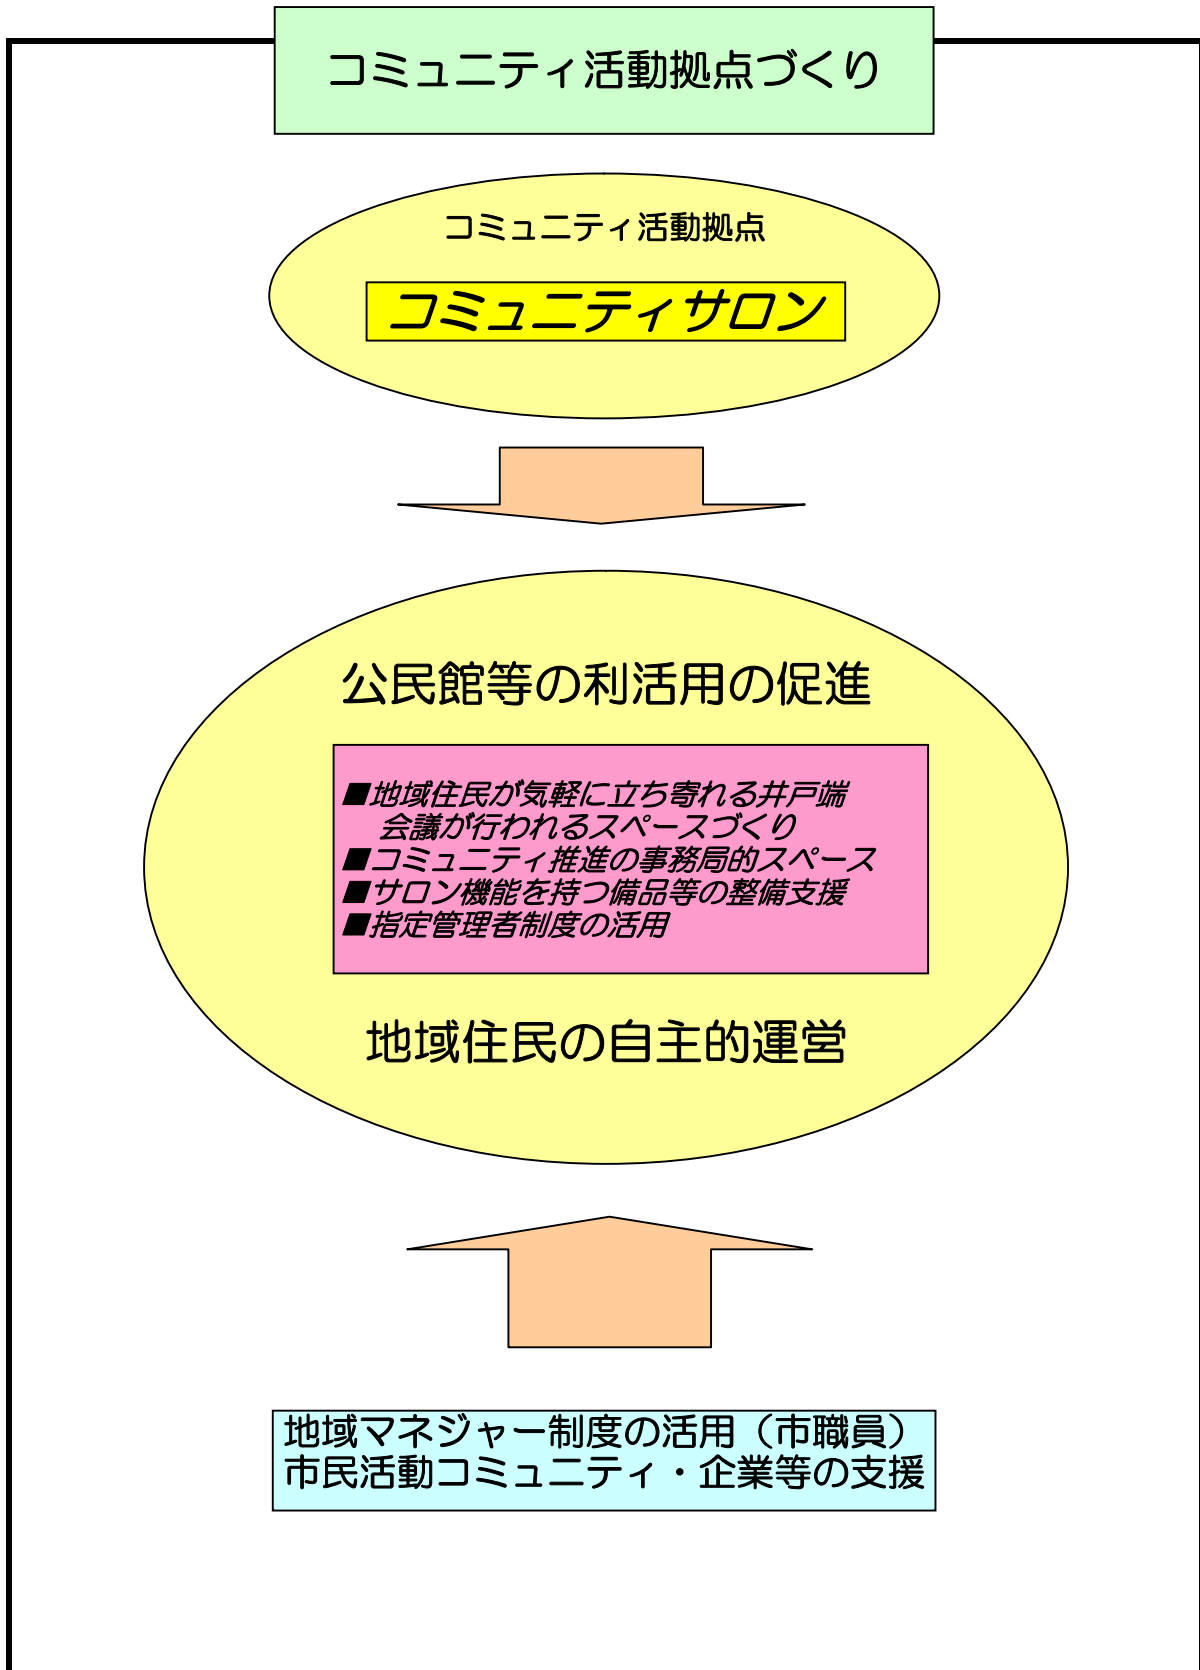 コミュニティ活動拠点づくり
コミュニティ活動拠点
コミュニティサロン
公民館等の利活用の促進
■地域住民が気軽に立ち寄れる井戸端
会議が行われるスペースづくり
■コミュニティ推進の事務局的スペース
■サロン機能を持つ備品等の整備支援
■指定管理者制度の活用
地域住民の自主的運営
地域マネジャー制度の活用（市職員）
市民活動コミュニティ・企業等の支援